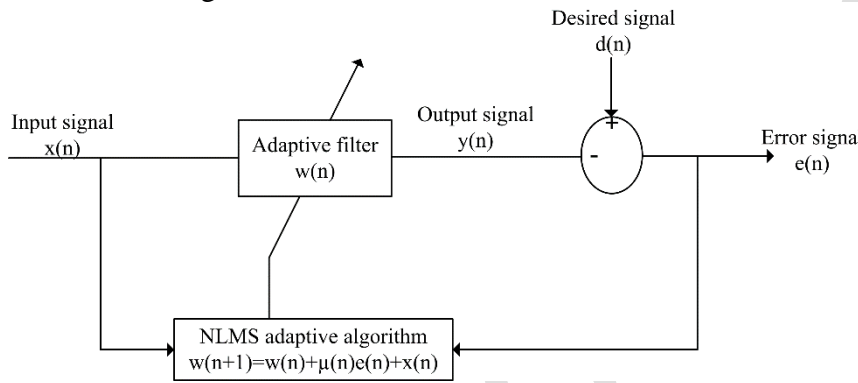 Desired signal
d(n)
Input signal
x(n)
Adaptive filter
w(n)
Output signal
y(n)
+
-
Error signa
e(n)
NLMS adaptive algorithm
w(n+1)=w(n)+μ(n)e(n)+x(n)